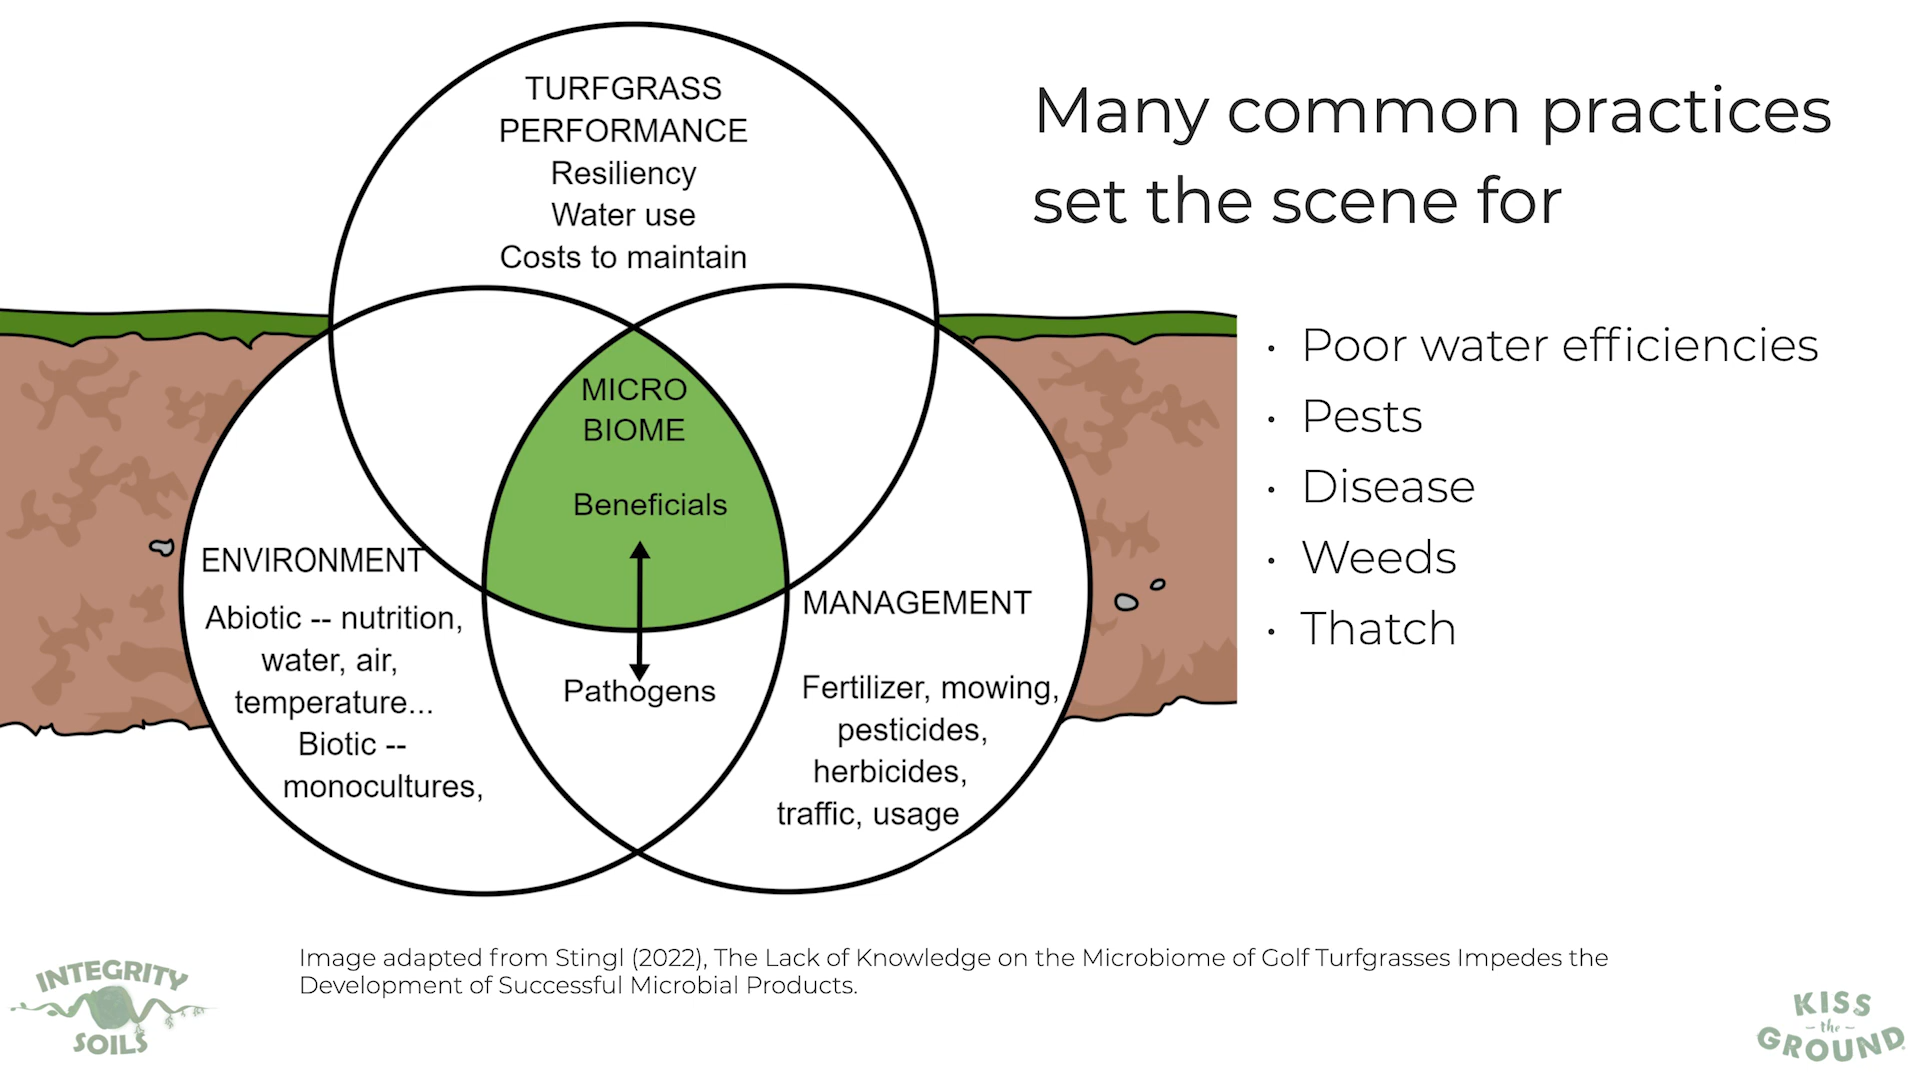 TURFGRASS
PERFORMANCE
Resiliency
Water use
Costs to maintain
MICRO
BIOME
Beneficials
Pathogens
ENVIRONMENT
Abiotic -- nutrition,
water, air,
temperature...
Biotic --
monocultures,
MANAGEMENT
Fertilizer, mowing,
pesticides,
herbicides,
traffic, usage
Many common practices
set the scene for
· Poor water efficiencies
· Pests
· Disease
· Weeds
· Thatch
Image adapted from Stingl (2022), The Lack of Knowledge on the Microbiome of Golf Turfgrasses Impedes the
Development of Successful Microbial Products.
INTEGRITY
SOILS
KISS
- the -
GROUND